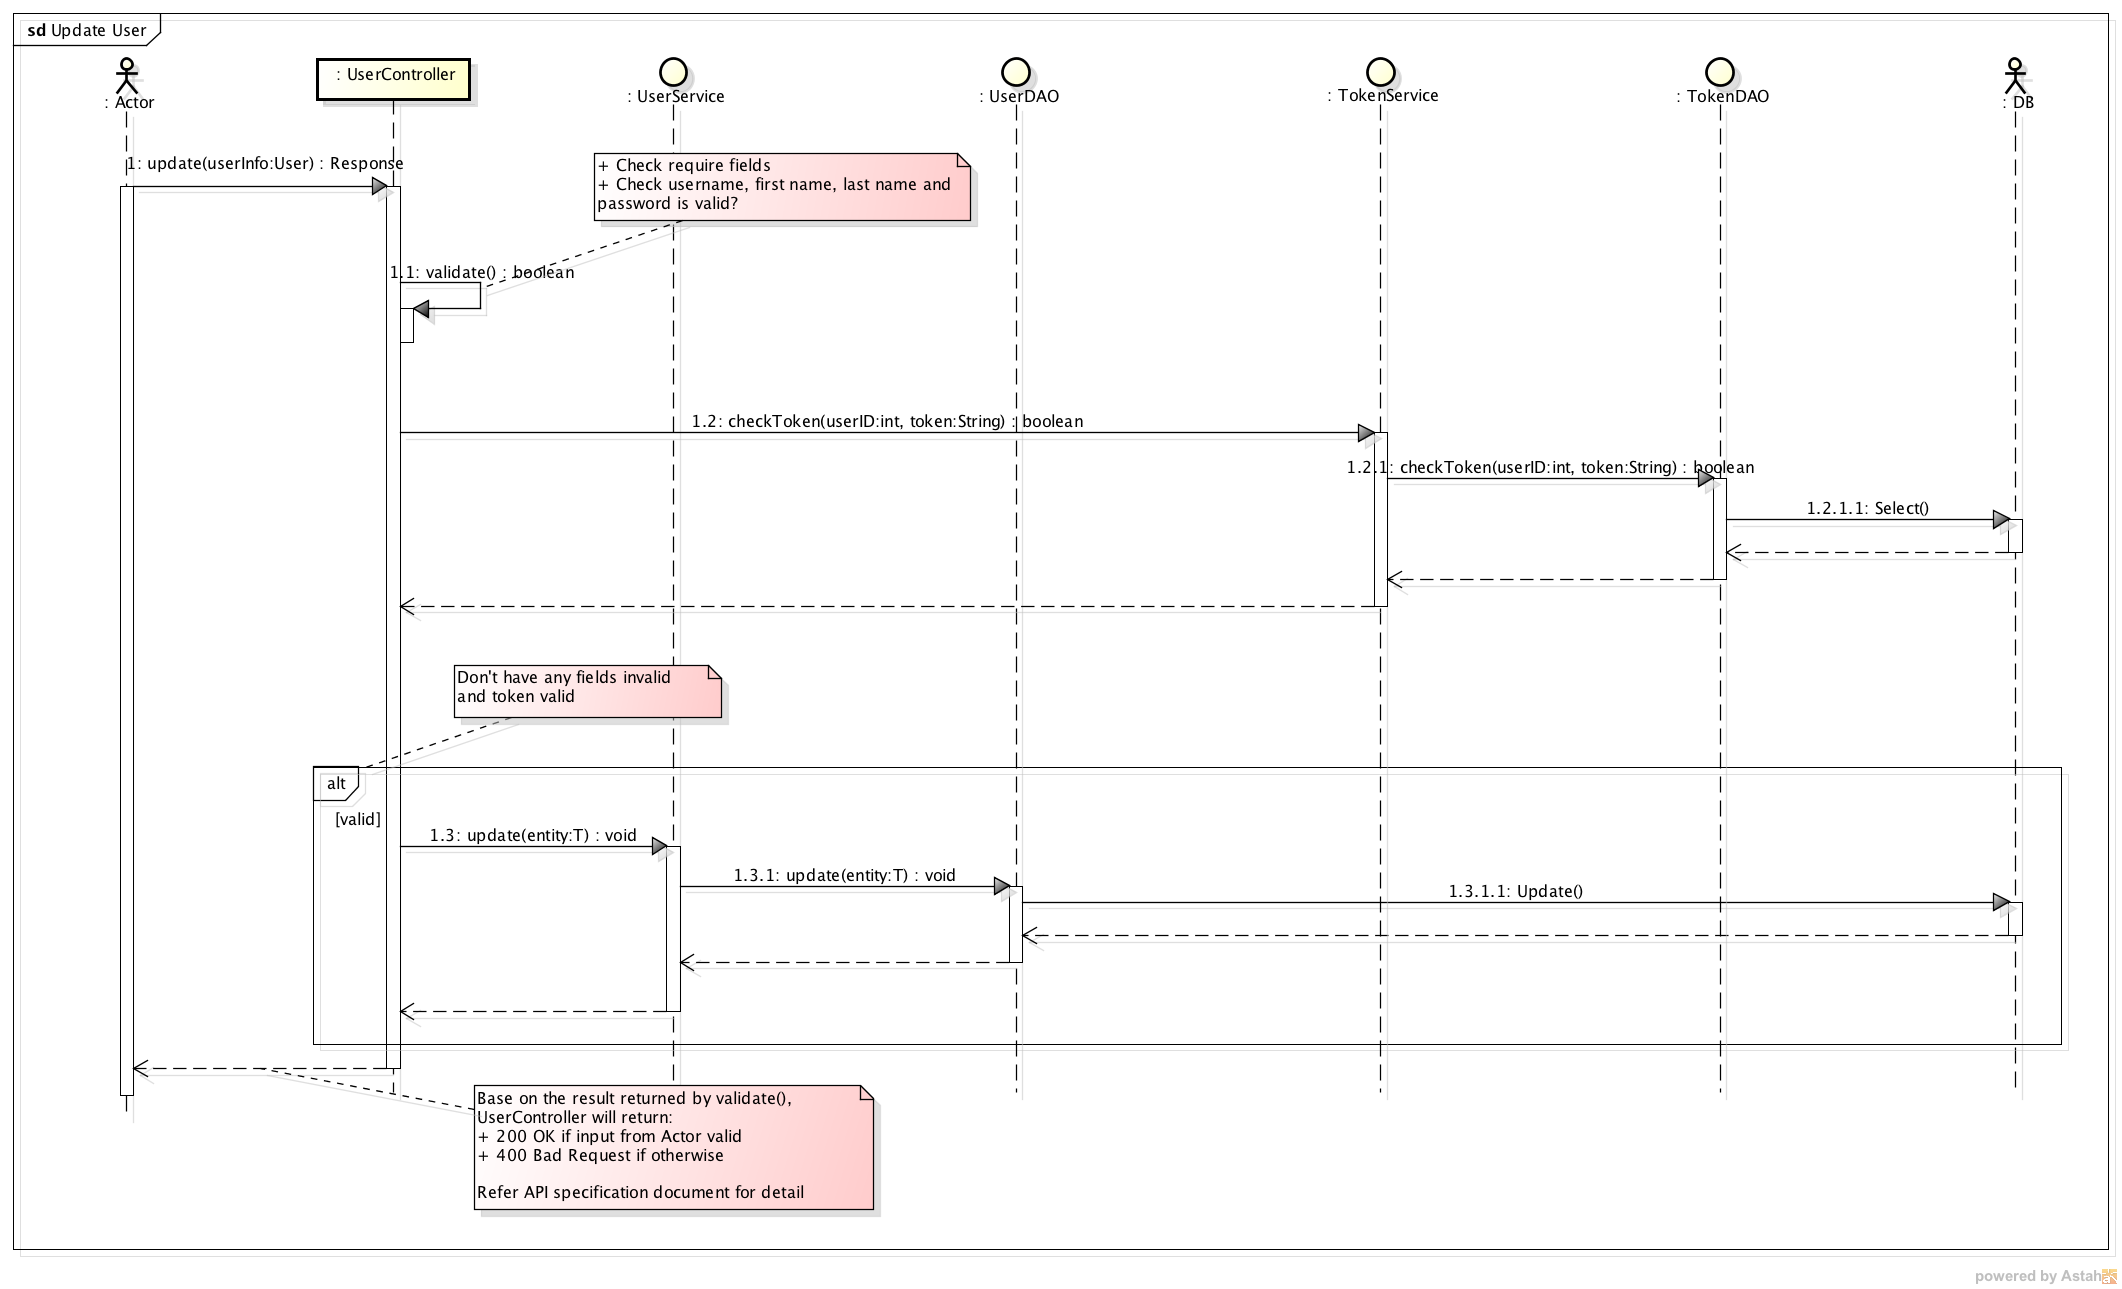 sd Update User
: Actor
: UserController
: UserService
: UserDAO
: TokenService
: TokenDAO
: DB
1: update(userInfo:User) : Response
+ Check require fields
+ Check username, first name, last name and
password is valid?
1.1: validate() : boolean
1.2: checkToken(userID:int, token:String) : boolean
1.2.1: checkToken(userID:int, token:String) : boolean
1.2.1.1: Select()
Don't have any fields invalid
and token valid
alt
[valid]
1.3: update(entity:T) : void
1.3.1: update(entity:T) : void
1.3.1.1: Update()
Base on the result returned by validate(),
UserController will return:
+ 200 OK if input from Actor valid
+ 400 Bad Request if otherwise
Refer API specification document for detail
powered by Astah